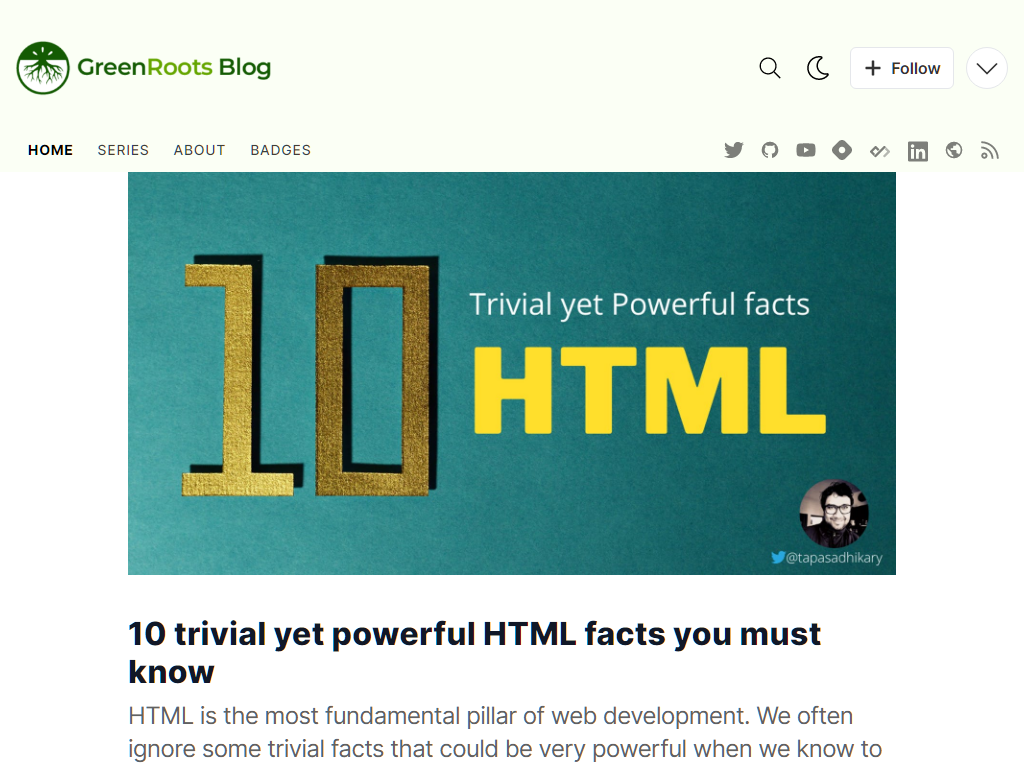 GreenRoots Blog
Follow
HOME SERIES ABOUT BADGES
in
10
Trivial yet Powerful facts
HTML
@tapasadhikary
10 trivial yet powerful HTML facts you must
know
HTML is the most fundamental pillar of web development. We often
ignore some trivial facts that could be very powerful when we know to